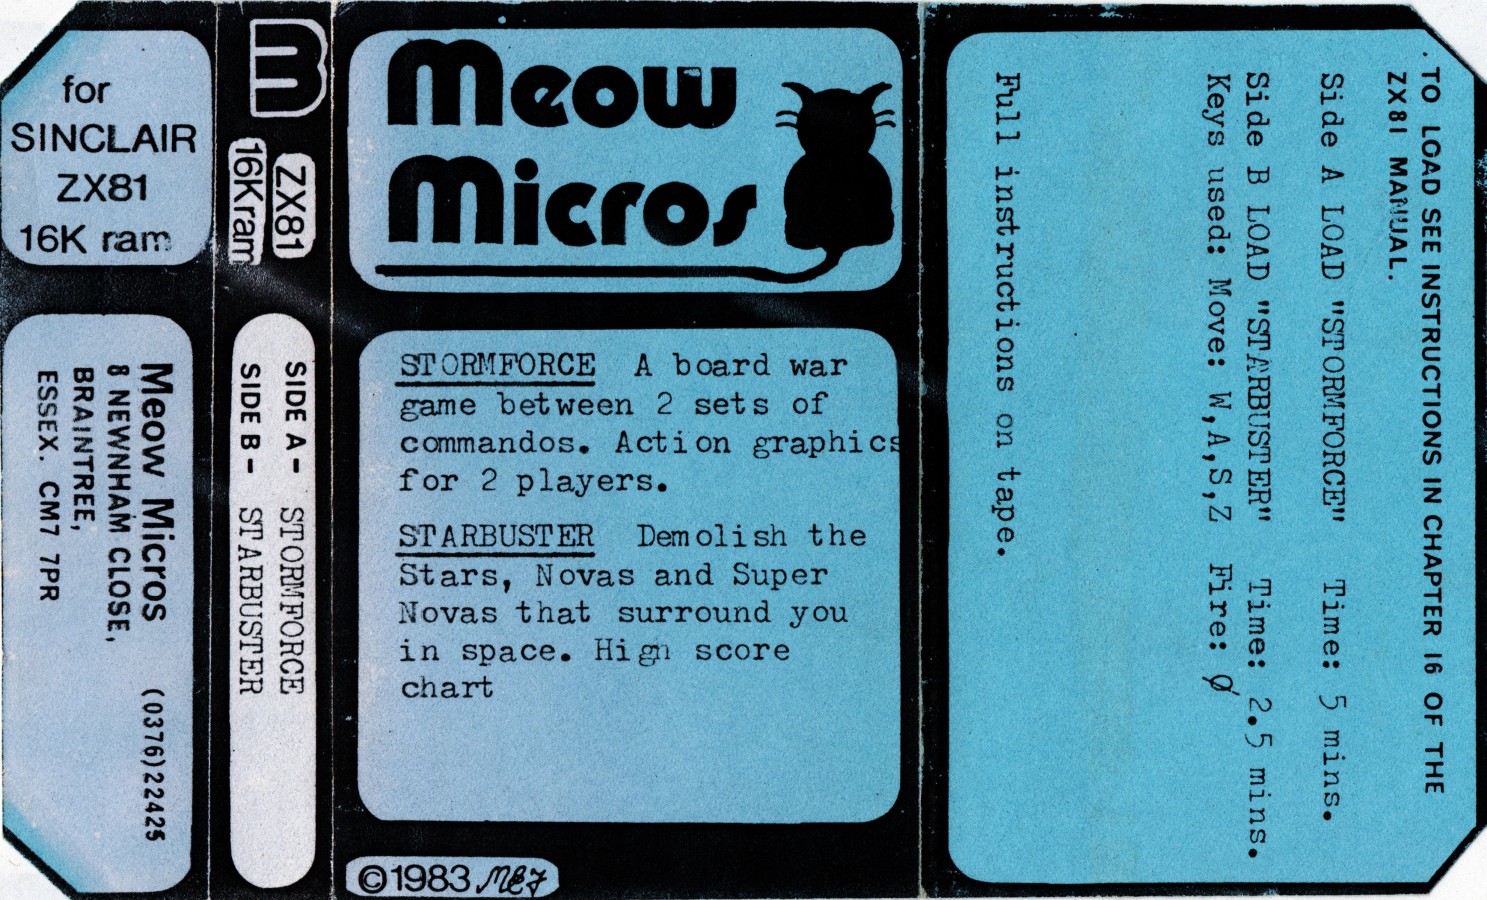 for
SINCLAIR
ZX81
16K ram
Meow Micros (0376)22425
8 NEWNHAM CLOSE,
BRAINTREE,
ESSEX. CM7 7PR
m
ZX81
16K ram
SIDE A - STORMFORCE
SIDE B - STARBUSTER
Meow
Micros
STORMFORCE A board war
game between 2 sets of
commandos. Action graphics
for 2 players.
STARBUSTER Demolish the
Stars, Novas and Super
Novas that surround you
in space. High score
chart
©1983 MEJ
. TO LOAD SEE INSTRUCTIONS IN CHAPTER 16 OF THE
ZX81 MANUAL.
Side A LOAD "STORMFORCE" Time: 5 mins.
Side B LOAD "STARBUSTER" Time: 2.5 mins.
Keys used: Move: W,A,S,Z Fire: 0
Full instructions on tape.